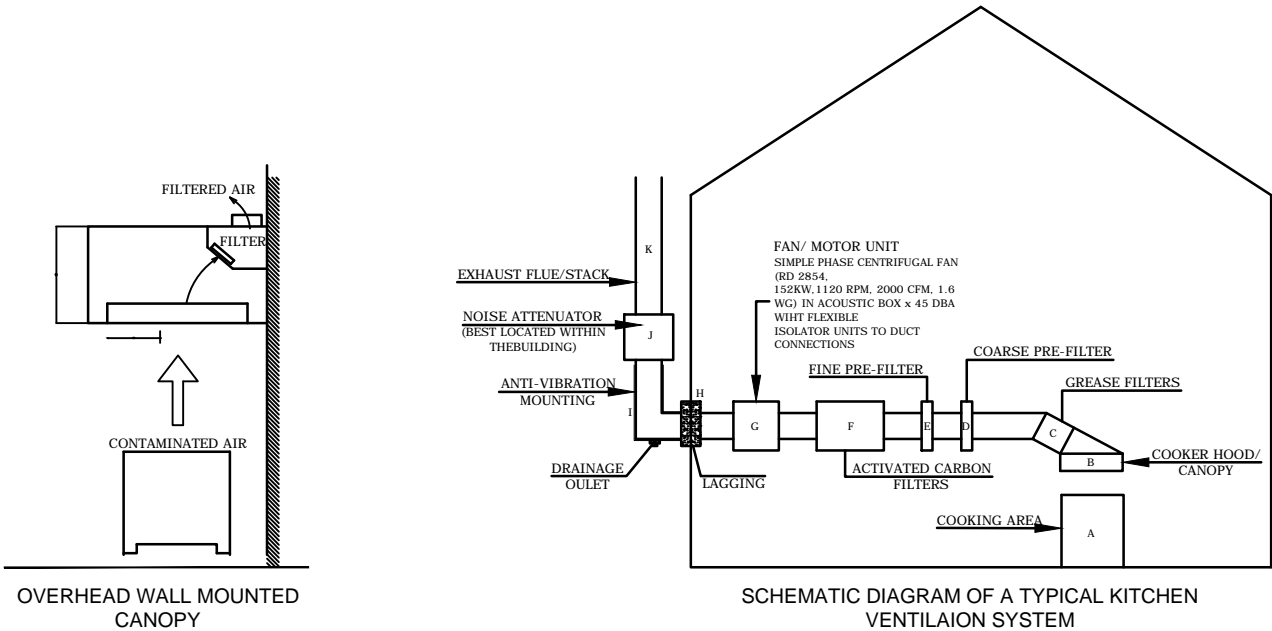 FILTERED AIR
FILTER
CONTAMINATED AIR
OVERHEAD WALL MOUNTED
CANOPY
K
EXHAUST FLUE/STACK
NOISE ATTENUATOR
(BEST LOCATED WITHIN
THEBUILDING)
J
ANTI-VIBRATION
MOUNTING
I
H
DRAINAGE
OULET
LAGGING
FAN/ MOTOR UNIT
SIMPLE PHASE CENTRIFUGAL FAN
(RD 2854,
152KW,1120 RPM, 2000 CFM, 1.6
WG) IN ACOUSTIC BOX x 45 DBA
WIHT FLEXIBLE
ISOLATOR UNITS TO DUCT
CONNECTIONS
G
F
ACTIVATED CARBON
FILTERS
FINE PRE-FILTER
E
COARSE PRE-FILTER
D
GREASE FILTERS
C
B
COOKER HOOD/
CANOPY
COOKING AREA
A
SCHEMATIC DIAGRAM OF A TYPICAL KITCHEN
VENTILAION SYSTEM